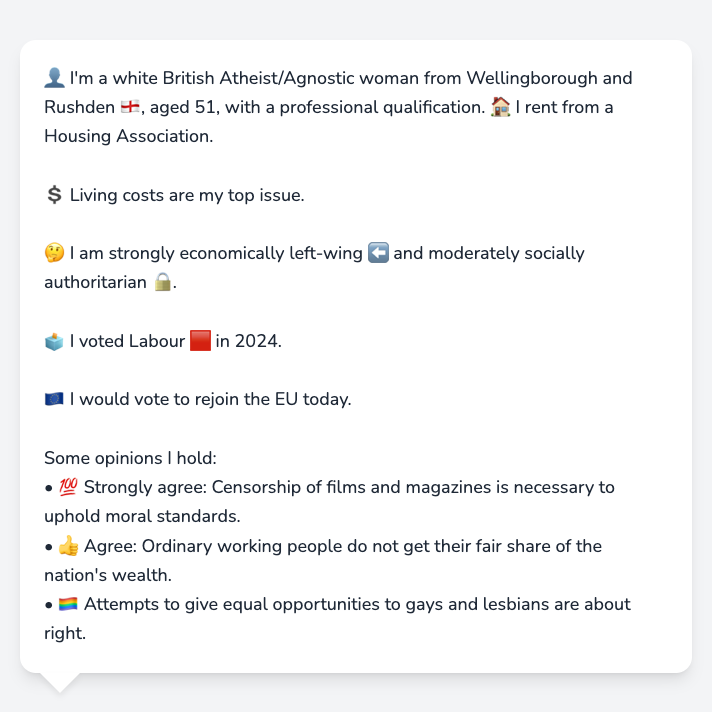 👤 I'm a white British Atheist/Agnostic woman from Wellingborough and
Rushden 🏴󠁧󠁢󠁥󠁮󠁧󠁿, aged 51, with a professional qualification. 🏠 I rent from a
Housing Association.
💲 Living costs are my top issue.
🤔 I am strongly economically left-wing ⬅️ and moderately socially
authoritarian 🔒.
🗳️ I voted Labour 🟥 in 2024.
🇪🇺 I would vote to rejoin the EU today.
Some opinions I hold:
• 💯 Strongly agree: Censorship of films and magazines is necessary to
uphold moral standards.
• 👍 Agree: Ordinary working people do not get their fair share of the
nation's wealth.
• 🏳️‍🌈 Attempts to give equal opportunities to gays and lesbians are about
right.